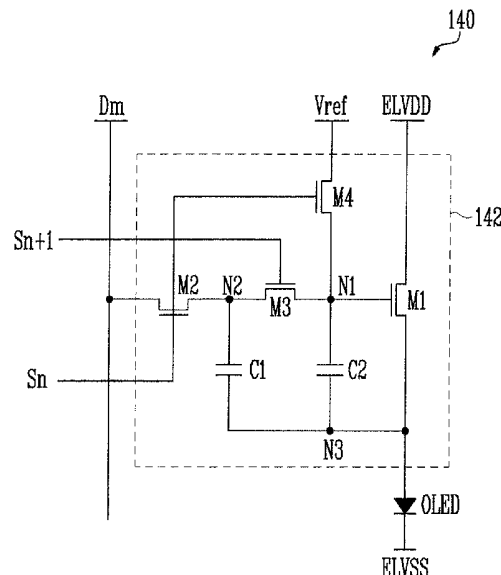 140
Dm
Vref
ELVDD
M4
142
Sn+1
M2
N2
M3
N1
M1
C1
C2
Sn
N3
OLED
ELVSS